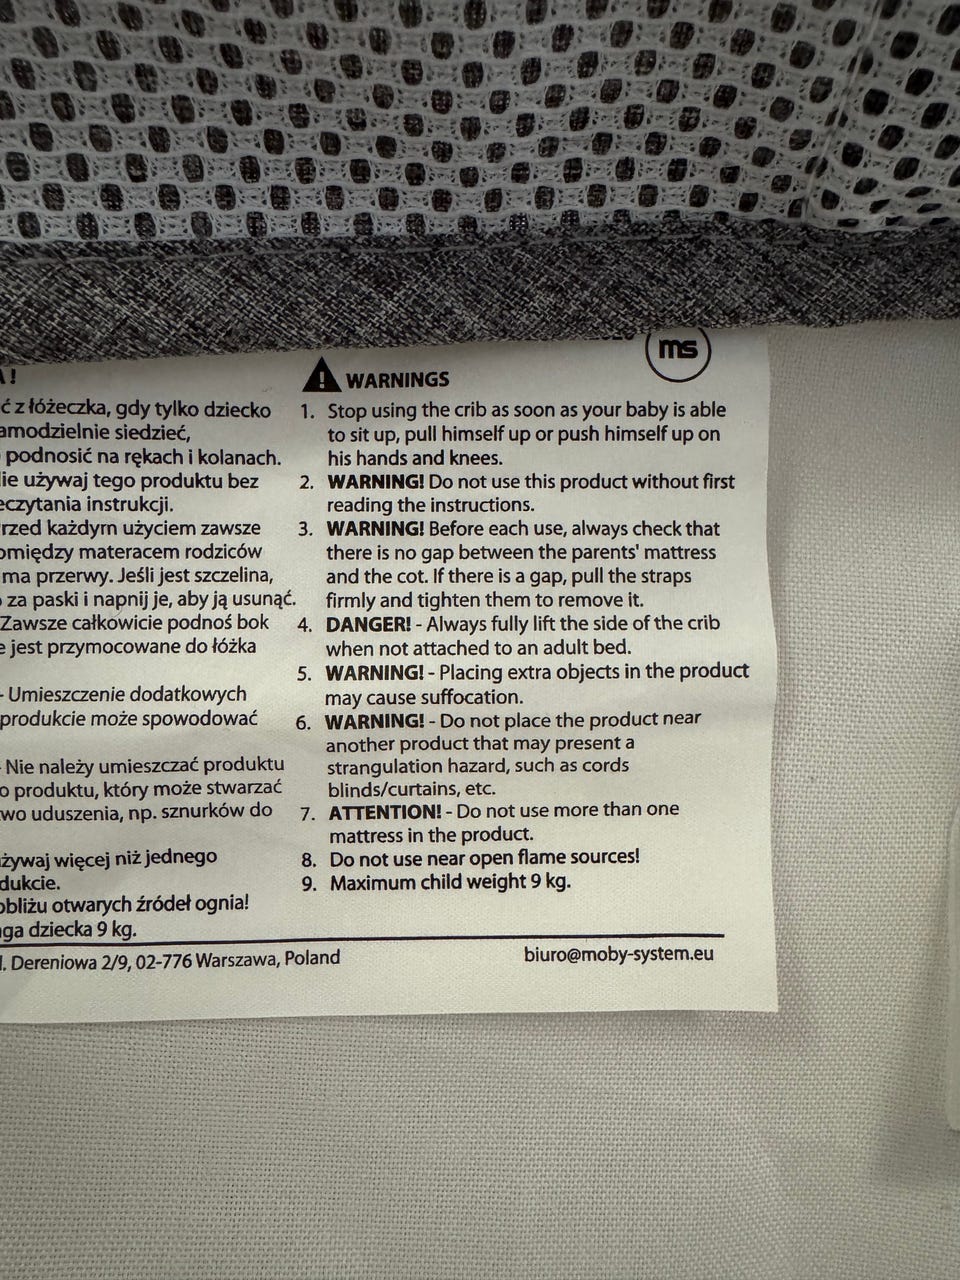 ms
!
ć z łóżeczka, gdy tylko dziecko
amodzielnie siedzieć,
podnosić na rękach i kolanach.
ie używaj tego produktu bez
eczytania instrukcji.
rzed każdym użyciem zawsze
omiędzy materacem rodziców
ma przerwy. Jeśli jest szczelina,
za paski i napnij je, aby ją usunąć.
Zawsze całkowicie podnoś bok
e jest przymocowane do łóżka
- Umieszczenie dodatkowych
produkcie może spowodować
- Nie należy umieszczać produktu
o produktu, który może stwarzać
wo uduszenia, np. sznurków do
żywaj więcej niż jednego
dukcie.
obliżu otwarych źródeł ognia!
ga dziecka 9 kg.
! WARNINGS
1. Stop using the crib as soon as your baby is able
to sit up, pull himself up or push himself up on
his hands and knees.
2. WARNING! Do not use this product without first
reading the instructions.
3. WARNING! Before each use, always check that
there is no gap between the parents' mattress
and the cot. If there is a gap, pull the straps
firmly and tighten them to remove it.
4. DANGER! - Always fully lift the side of the crib
when not attached to an adult bed.
5. WARNING! - Placing extra objects in the product
may cause suffocation.
6. WARNING! - Do not place the product near
another product that may present a
strangulation hazard, such as cords
blinds/curtains, etc.
7. ATTENTION! - Do not use more than one
mattress in the product.
8. Do not use near open flame sources!
9. Maximum child weight 9 kg.
l. Dereniowa 2/9, 02-776 Warszawa, Poland
biuro@moby-system.eu